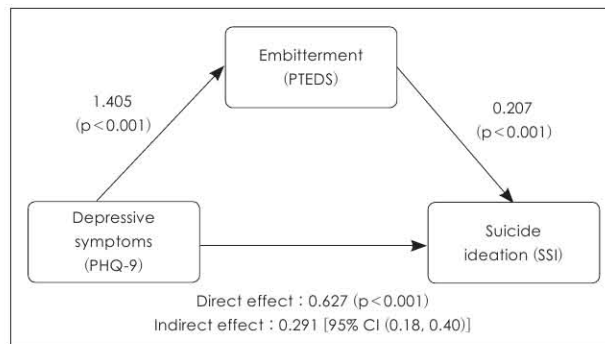 Embitterment
(PTEDS)
1.405
(p<0.001)
0.207
(p<0.001)
Depressive
symptoms
(PHQ-9)
Suicide
ideation (SSI)
Direct effect : 0.627 (p<0.001)
Indirect effect : 0.291 [95% CI (0.18, 0.40)]